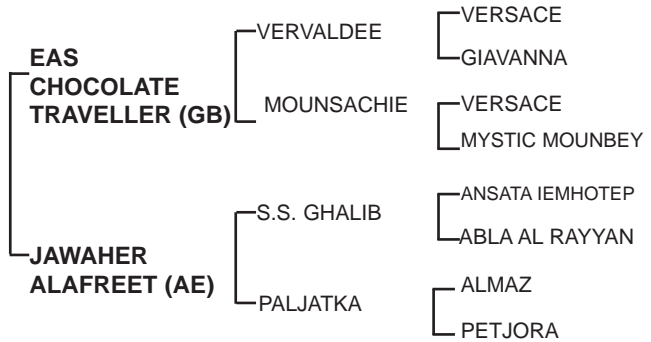 VERSACE
VERVALDEE
GIAVANNA
EAS
CHOCOLATE
TRAVELLER (GB)
MOUNSACHIE
VERSACE
MYSTIC MOUNBEY
ANSATA IEMHOTEP
S.S. GHALIB
ABLA AL RAYYAN
JAWAHER
ALAFREET (AE)
ALMAZ
PALJATKA
PETJORA